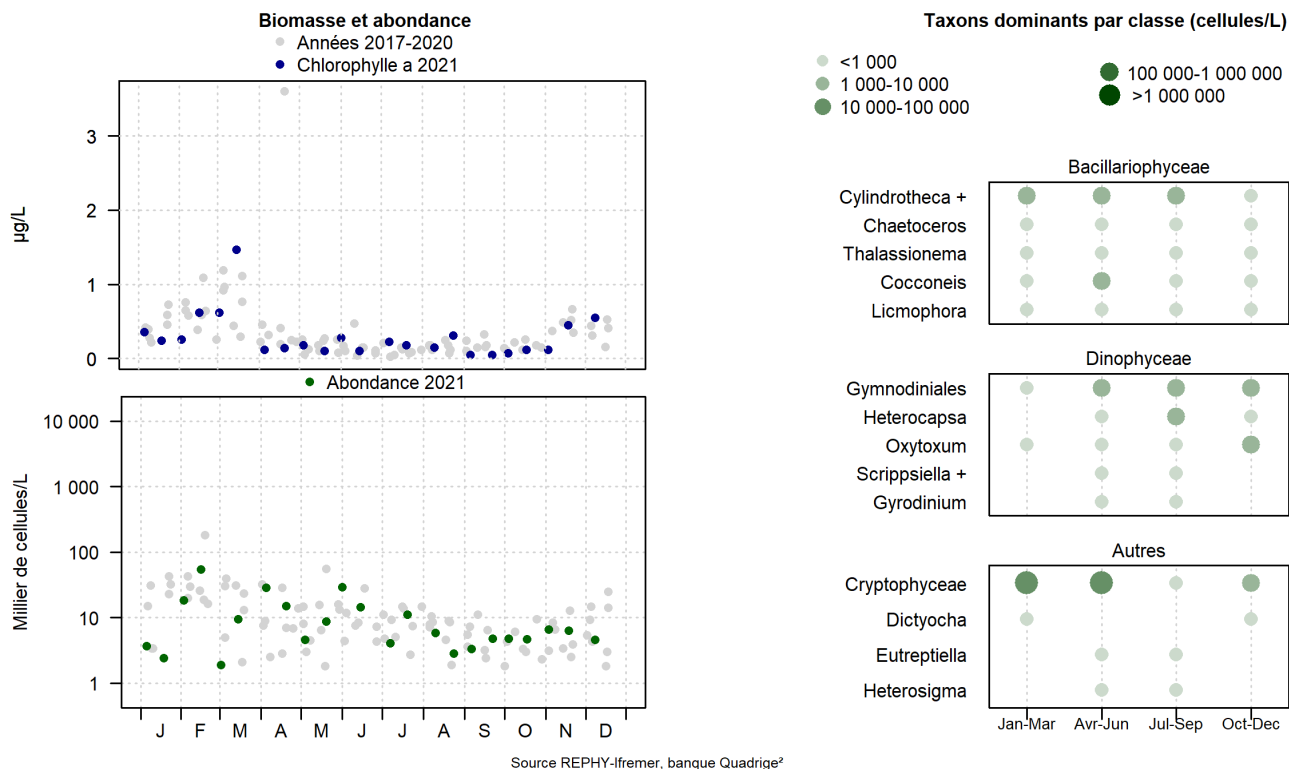 Biomasse et abondance
Années 2017-2020
Chlorophylle a 2021
µg/L
3
2
1
0
Abondance 2021
Millier de cellules/L
10 000
1 000
100
10
1
J F M A M J J A S O N D
Taxons dominants par classe (cellules/L)
<1 000
1 000-10 000
10 000-100 000
100 000-1 000 000
>1 000 000
Bacillariophyceae
Cylindrotheca +
Chaetoceros
Thalassionema
Cocconeis
Licmophora
Dinophyceae
Gymnodiniales
Heterocapsa
Oxytoxum
Scrippsiella +
Gyrodinium
Autres
Cryptophyceae
Dictyocha
Eutreptiella
Heterosigma
Jan-Mar Avr-Jun Jul-Sep Oct-Dec
Source REPHY-Ifremer, banque Quadrige²